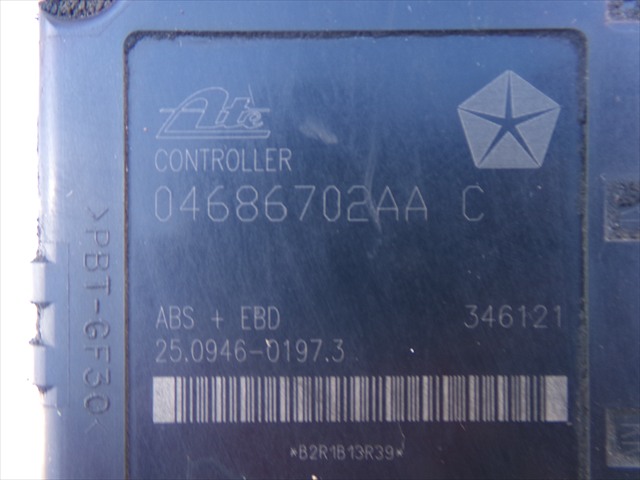 Ate
CONTROLLER
04686702AA C
ABS + EBD 346121
25.0946-0197.3
*B2R1B13R39*
>PBT-GF30<